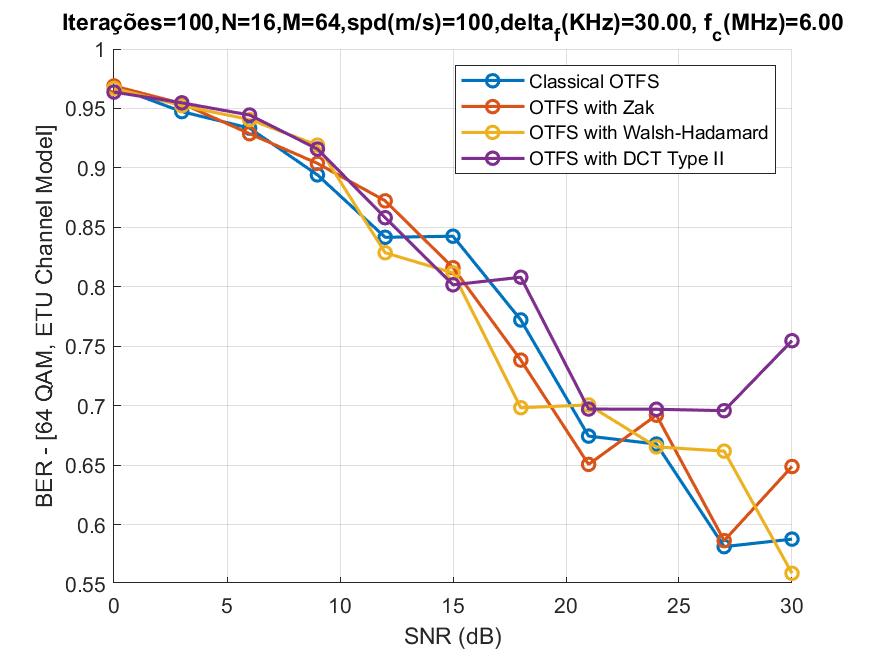 Iterações=100,N=16,M=64,spd(m/s)=100,delta_f(KHz)=30.00, f_c(MHz)=6.00
1
0.95
0.9
0.85
0.8
0.75
0.7
0.65
0.6
0.55
BER - [64 QAM, ETU Channel Model]
Classical OTFS
OTFS with Zak
OTFS with Walsh-Hadamard
OTFS with DCT Type II
0 5 10 15 20 25 30
SNR (dB)